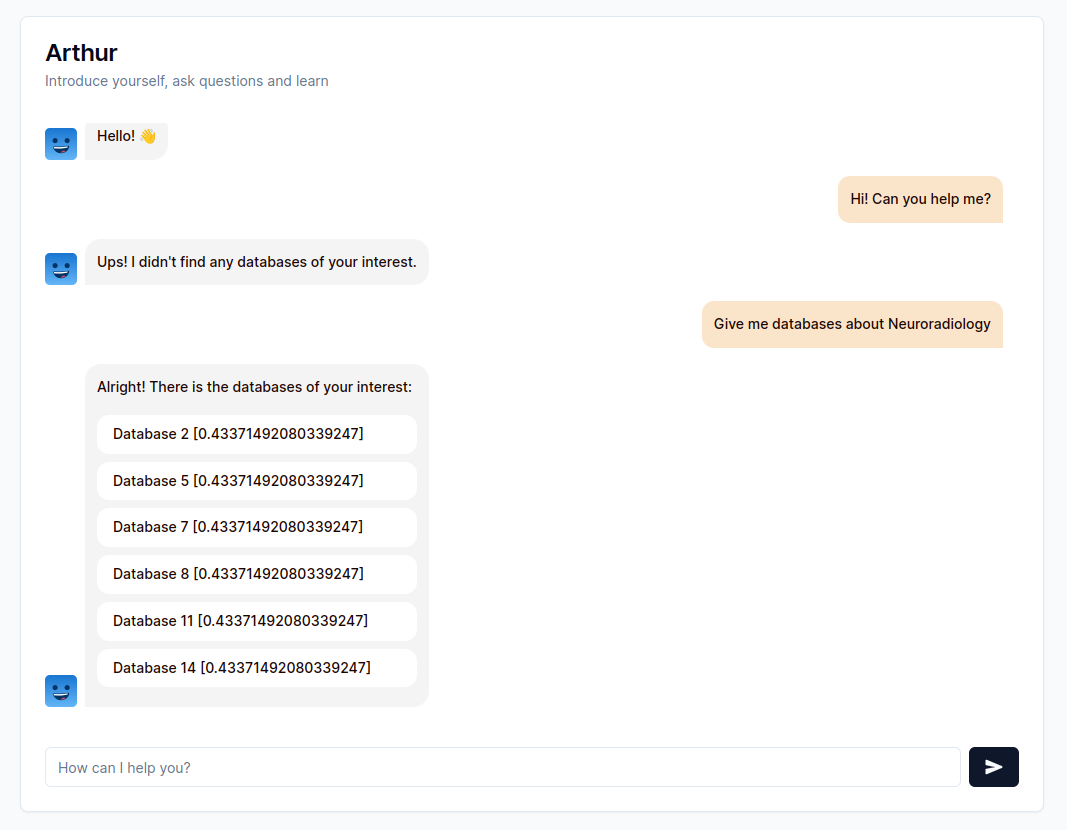 Arthur
Introduce yourself, ask questions and learn
Hello! 👋
Hi! Can you help me?
Ups! I didn't find any databases of your interest.
Give me databases about Neuroradiology
Alright! There is the databases of your interest:
Database 2 [0.43371492080339247]
Database 5 [0.43371492080339247]
Database 7 [0.43371492080339247]
Database 8 [0.43371492080339247]
Database 11 [0.43371492080339247]
Database 14 [0.43371492080339247]
How can I help you?